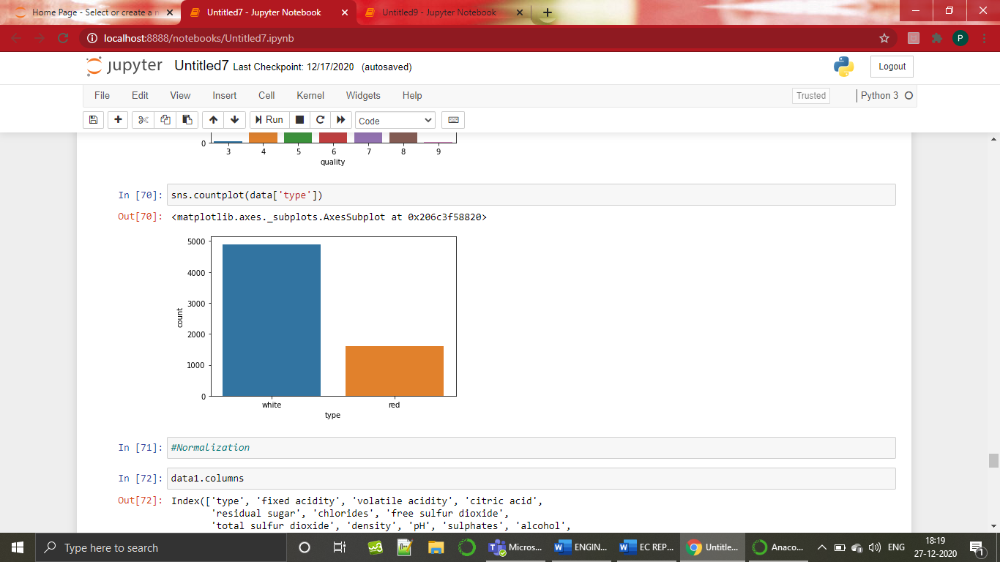 Home Page - Select or create a n
Untitled7 - Jupyter Notebook
Untitled9 - Jupyter Notebook
localhost:8888/notebooks/Untitled7.ipynb
P
jupyter Untitled7 Last Checkpoint: 12/17/2020 (autosaved)
Logout
File Edit View Insert Cell Kernel Widgets Help
Trusted
Python 3
Run
Code
0
3 4 5 6 7 8 9
quality
In [70]: sns.countplot(data['type'])
Out[70]: <matplotlib.axes._subplots.AxesSubplot at 0x206c3f58820>
5000
4000
3000
2000
1000
0
count
white red
type
In [71]: #Normalization
In [72]: data1.columns
Out[72]: Index(['type', 'fixed acidity', 'volatile acidity', 'citric acid',
'residual sugar', 'chlorides', 'free sulfur dioxide',
'total sulfur dioxide', 'density', 'pH', 'sulphates', 'alcohol',
Type here to search
Micros...
ENGIN...
EC REP...
Untitle...
Anaco...
ENG
18:19
27-12-2020
1